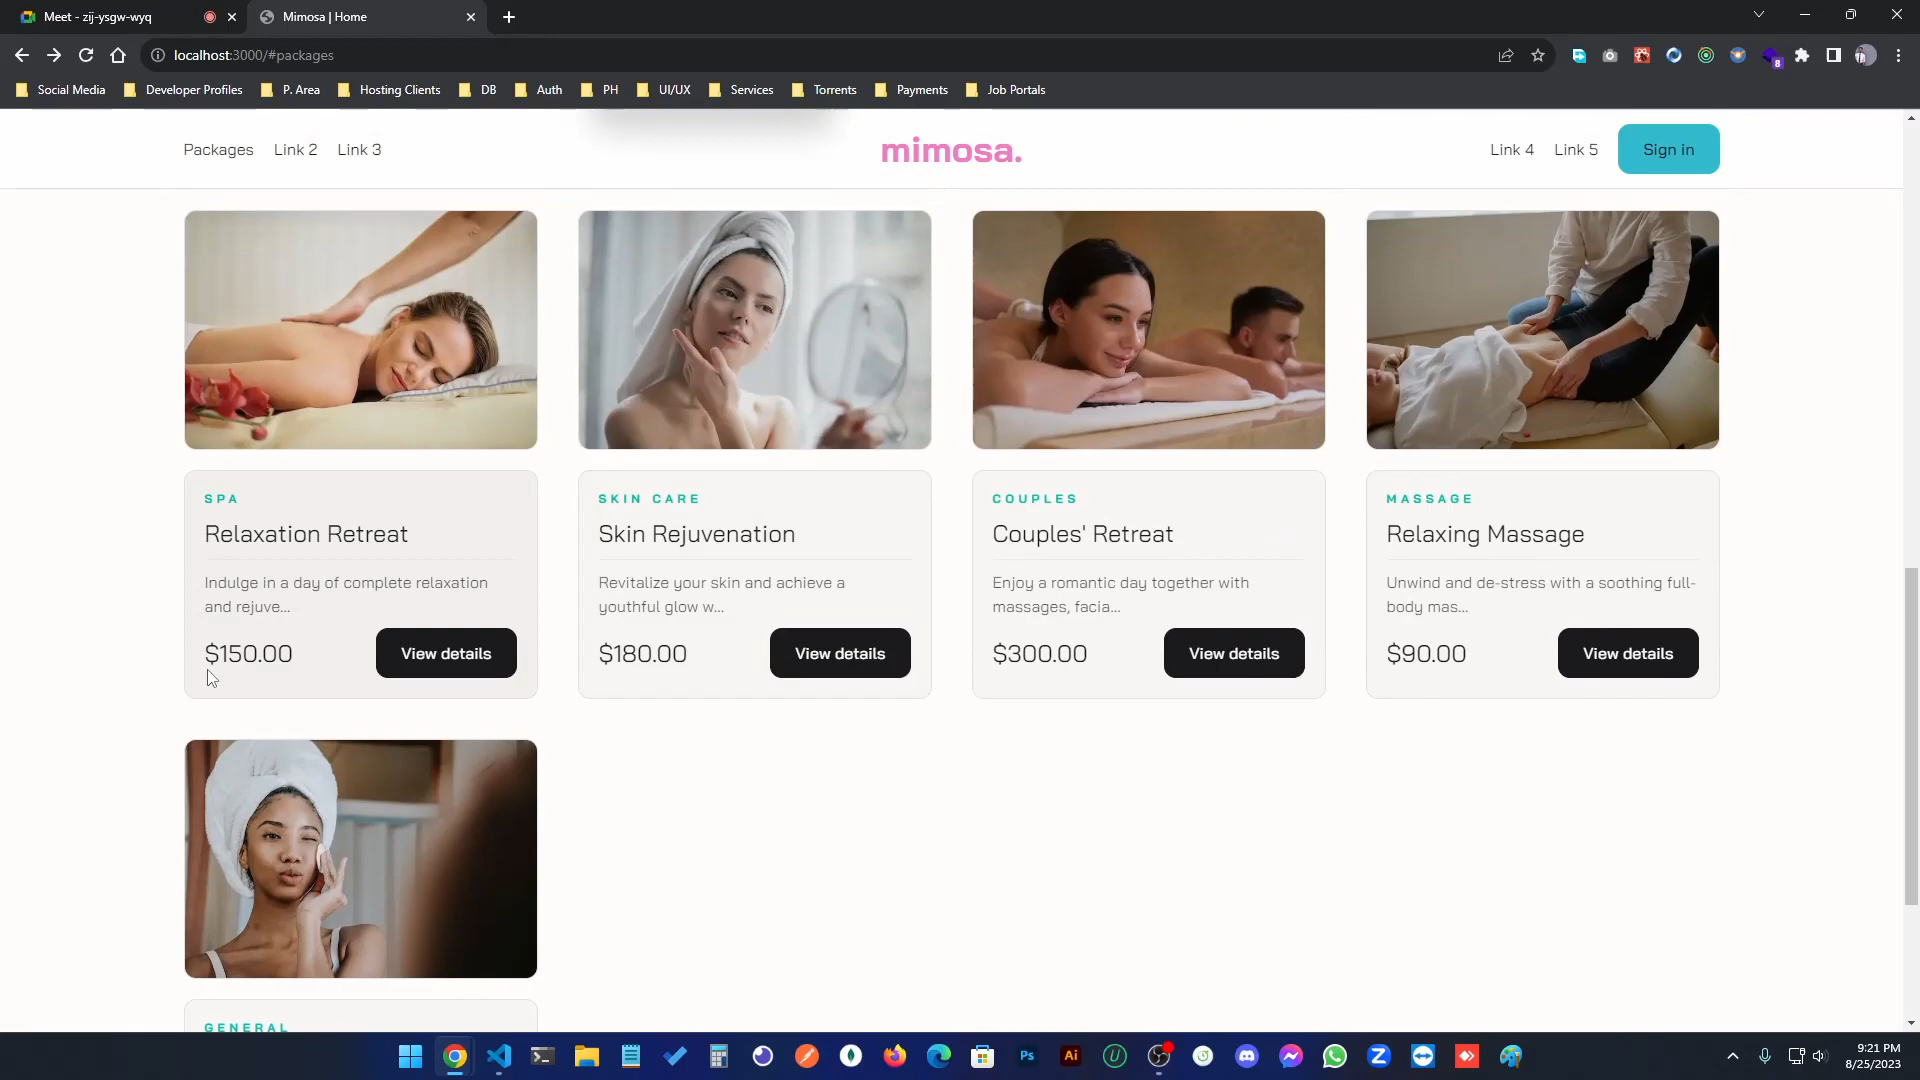 Meet - zij-ysgw-wyq
Mimosa | Home
localhost:3000/#packages
8
Social Media
Developer Profiles
P. Area
Hosting Clients
DB
Auth
PH
UI/UX
Services
Torrents
Payments
Job Portals
Packages
Link 2
Link 3
mimosa.
Link 4
Link 5
Sign in
SPA
Relaxation Retreat
Indulge in a day of complete relaxation
and rejuve...
$150.00
View details
SKIN CARE
Skin Rejuvenation
Revitalize your skin and achieve a
youthful glow w...
$180.00
View details
COUPLES
Couples' Retreat
Enjoy a romantic day together with
massages, facia...
$300.00
View details
MASSAGE
Relaxing Massage
Unwind and de-stress with a soothing full-
body mas...
$90.00
View details
GENERAL
Ps
Ai
9:21 PM
8/25/2023